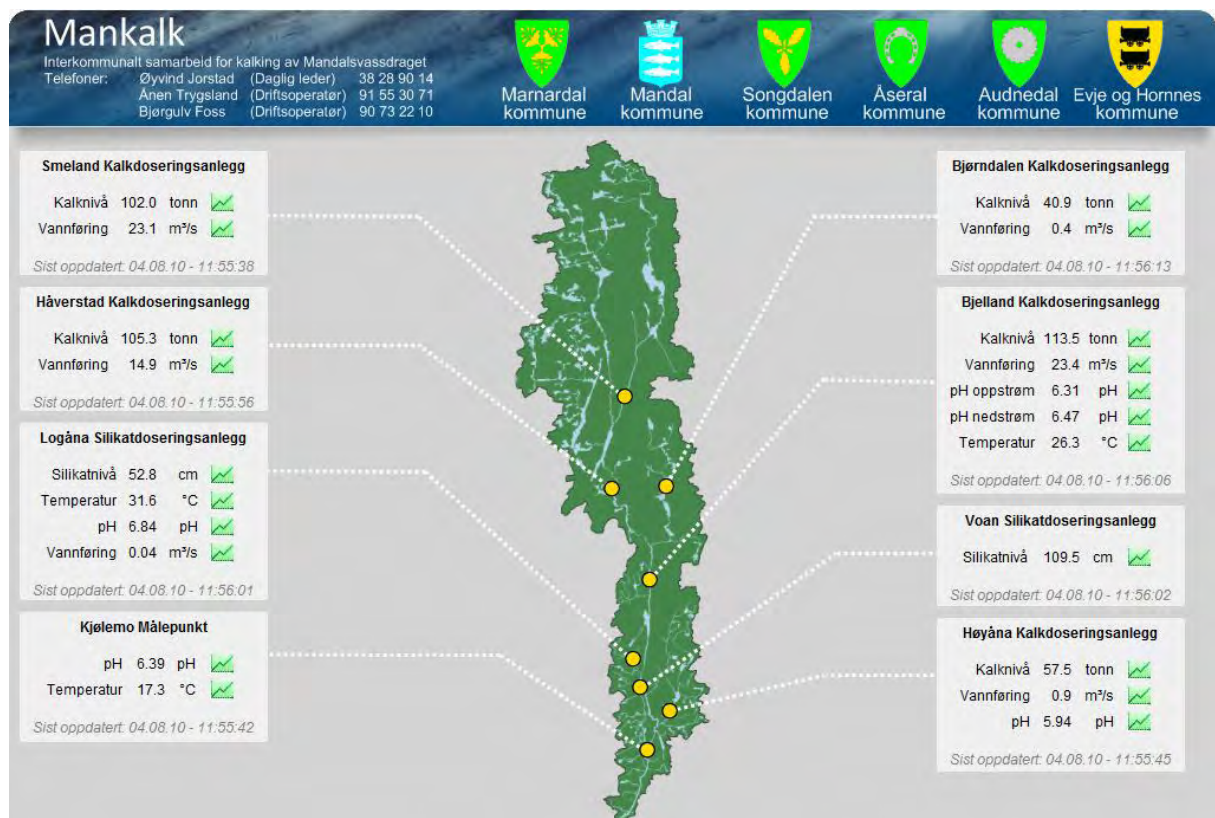 Mankalk
Interkommunalt samarbeid for kalking av Mandalsvassdraget
Telefoner: Øyvind Jorstad (Daglig leder) 38 28 90 14
Ånen Trygsland (Driftsoperatør) 91 55 30 71
Bjørgulv Foss (Driftsoperatør) 90 73 22 10
Marnardal
kommune
Mandal
kommune
Songdalen
kommune
Åseral
kommune
Audnedal
kommune
Evje og Hornnes
kommune
Smeland Kalkdoseringsanlegg
Kalknivå 102.0 tonn
Vannføring 23.1 m³/s
Sist oppdatert: 04.08.10 - 11:55:38
Håverstad Kalkdoseringsanlegg
Kalknivå 105.3 tonn
Vannføring 14.9 m³/s
Sist oppdatert: 04.08.10 - 11:55:56
Logåna Silikatdoseringsanlegg
Silikatnivå 52.8 cm
Temperatur 31.6 °C
pH 6.84 pH
Vannføring 0.04 m³/s
Sist oppdatert: 04.08.10 - 11:56:01
Kjølemo Målepunkt
pH 6.39 pH
Temperatur 17.3 °C
Sist oppdatert: 04.08.10 - 11:55:42
Bjørndalen Kalkdoseringsanlegg
Kalknivå 40.9 tonn
Vannføring 0.4 m³/s
Sist oppdatert: 04.08.10 - 11:56:13
Bjelland Kalkdoseringsanlegg
Kalknivå 113.5 tonn
Vannføring 23.4 m³/s
pH oppstrøm 6.31 pH
pH nedstrøm 6.47 pH
Temperatur 26.3 °C
Sist oppdatert: 04.08.10 - 11:56:06
Voan Silikatdoseringsanlegg
Silikatnivå 109.5 cm
Sist oppdatert: 04.08.10 - 11:56:02
Høyåna Kalkdoseringsanlegg
Kalknivå 57.5 tonn
Vannføring 0.9 m³/s
pH 5.94 pH
Sist oppdatert: 04.08.10 - 11:55:45